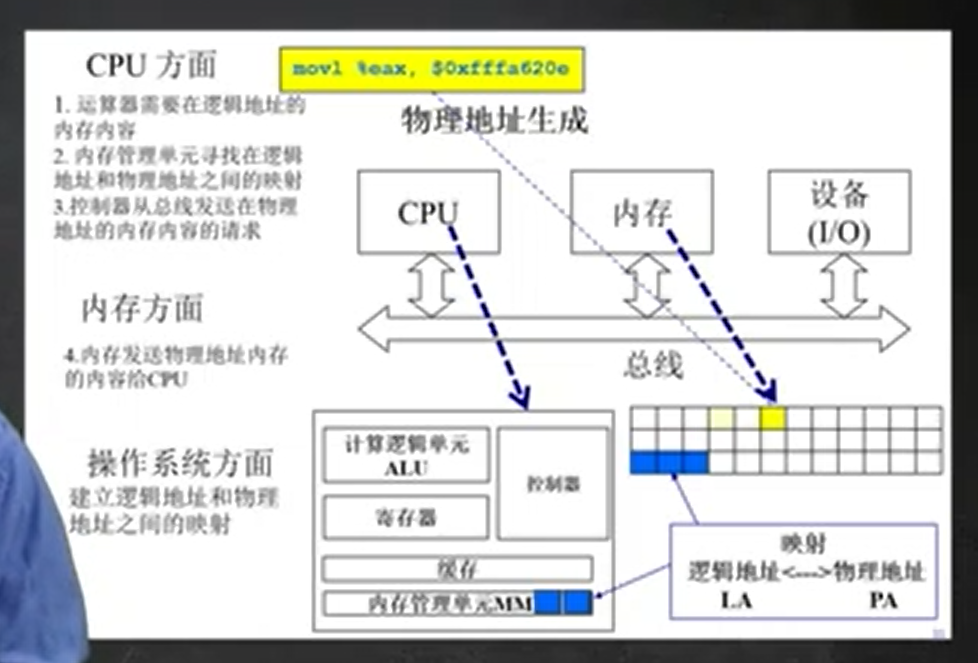 CPU 方面
movl %eax, $0xfffa620e
1. 运算器需要在逻辑地址的
内存内容
2. 内存管理单元寻找在逻辑
地址和物理地址之间的映射
3.控制器从总线发送在物理
地址的内存内容的请求
物理地址生成
CPU
内存
设备
(I/O)
内存方面
4.内存发送物理地址内存
的内容给CPU
总线
操作系统方面
建立逻辑地址和物理
地址之间的映射
计算逻辑单元
ALU
控制器
寄存器
缓存
内存管理单元MM
映射
逻辑地址<--->物理地址
LA PA